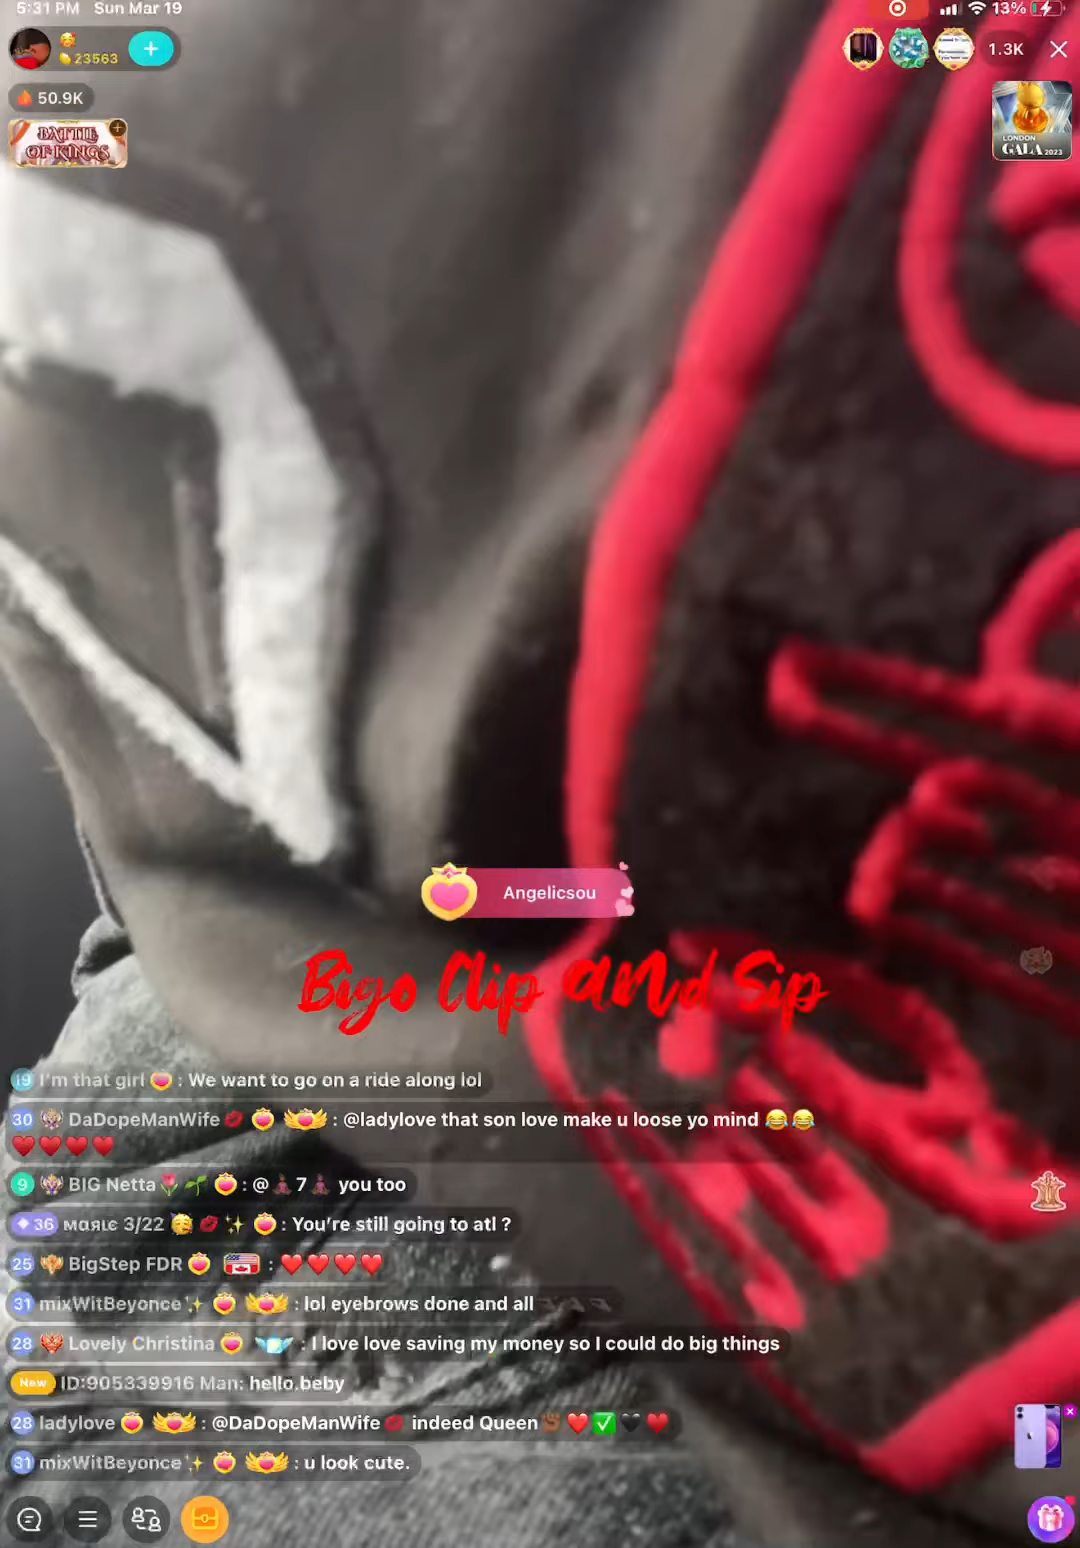 5:31 PM Sun Mar 19
13%
23563
1.3K
50.9K
BATTLE
OF KINGS
LONDON
GALA 2023
Angelicsou
Bigo Clip aNd Sip
19 I'm that girl : We want to go on a ride along lol
30 DaDopeManWife💋 : @ladylove that son love make u loose yo mind 😂😂
❤️❤️❤️❤️
9 BIG Netta🌷🌱 : @🧘🏾7🧘🏾 you too
36 мαяιє 3/22 🥳💋✨ : You're still going to atl ?
25 BigStep FDR : ❤️❤️❤️❤️
31 mixWitBeyonce✨ : lol eyebrows done and all
28 Lovely Christina : I love love saving my money so I could do big things
New ID:905339916 Man: hello.beby
28 ladylove : @DaDopeManWife💋 indeed Queen ❤️✅🖤❤️
31 mixWitBeyonce✨ : u look cute.